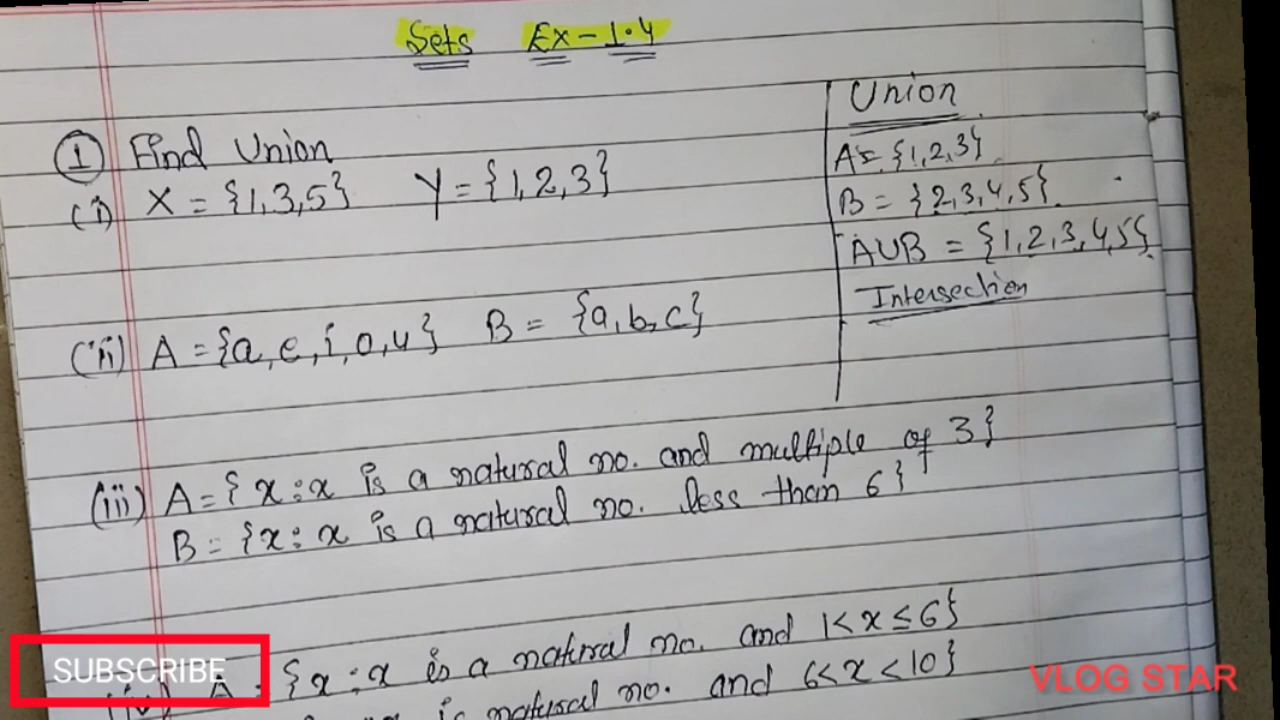 Sets Ex-1.4
① Find Union
(i) X = {1,3,5} Y = {1,2,3}
(ii) A = {a, e, i, o, u} B = {a, b, c}
Union
A = {1,2,3}
B = {2,3,4,5}.
A∪B = {1,2,3,4,5}.
Intersection
(iii) A = {x : x is a natural no. and multiple of 3}
B = {x : x is a natural no. less than 6}
(iv) A = {x : x is a natural no. and 1 < x ≤ 6}
is natural no. and 6 < x < 10}
SUBSCRIBE
VLOG STAR